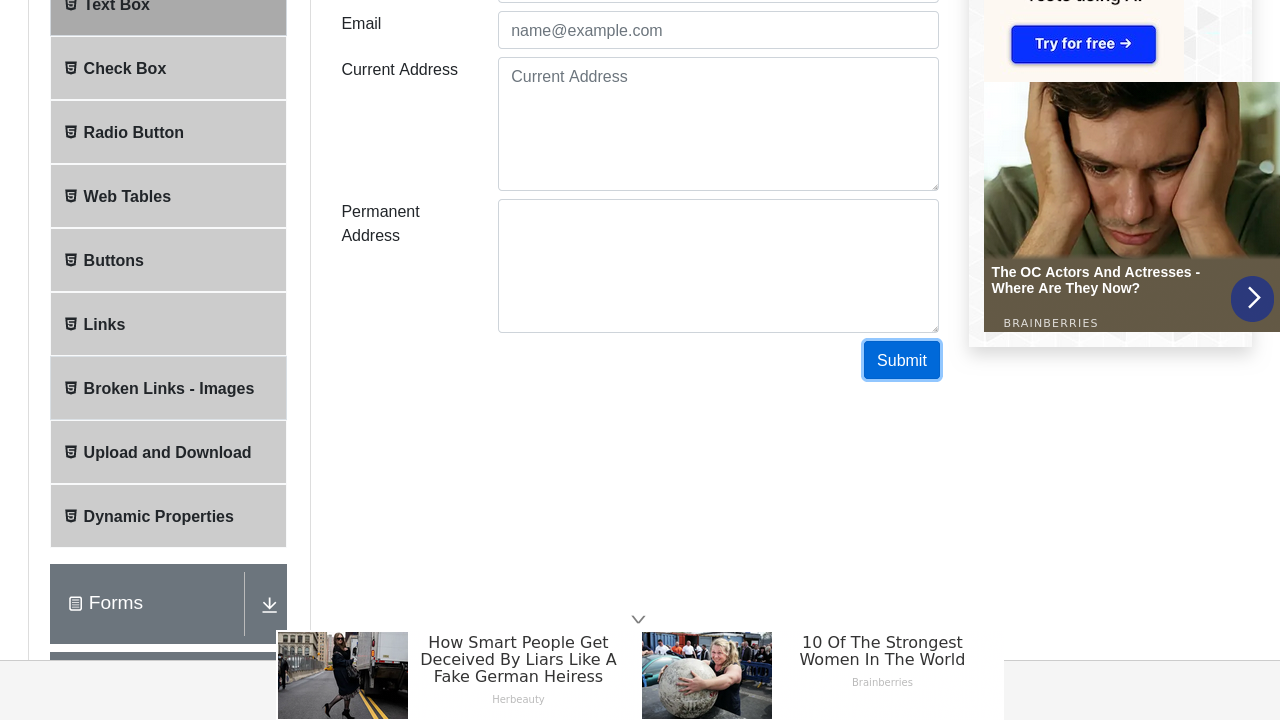 Text Box
Check Box
Radio Button
Web Tables
Buttons
Links
Broken Links - Images
Upload and Download
Dynamic Properties
Forms
Email
name@example.com
Current Address
Current Address
Permanent
Address
Submit
Try for free →
The OC Actors And Actresses -
Where Are They Now?
BRAINBERRIES
How Smart People Get
Deceived By Liars Like A
Fake German Heiress
Herbeauty
10 Of The Strongest
Women In The World
Brainberries